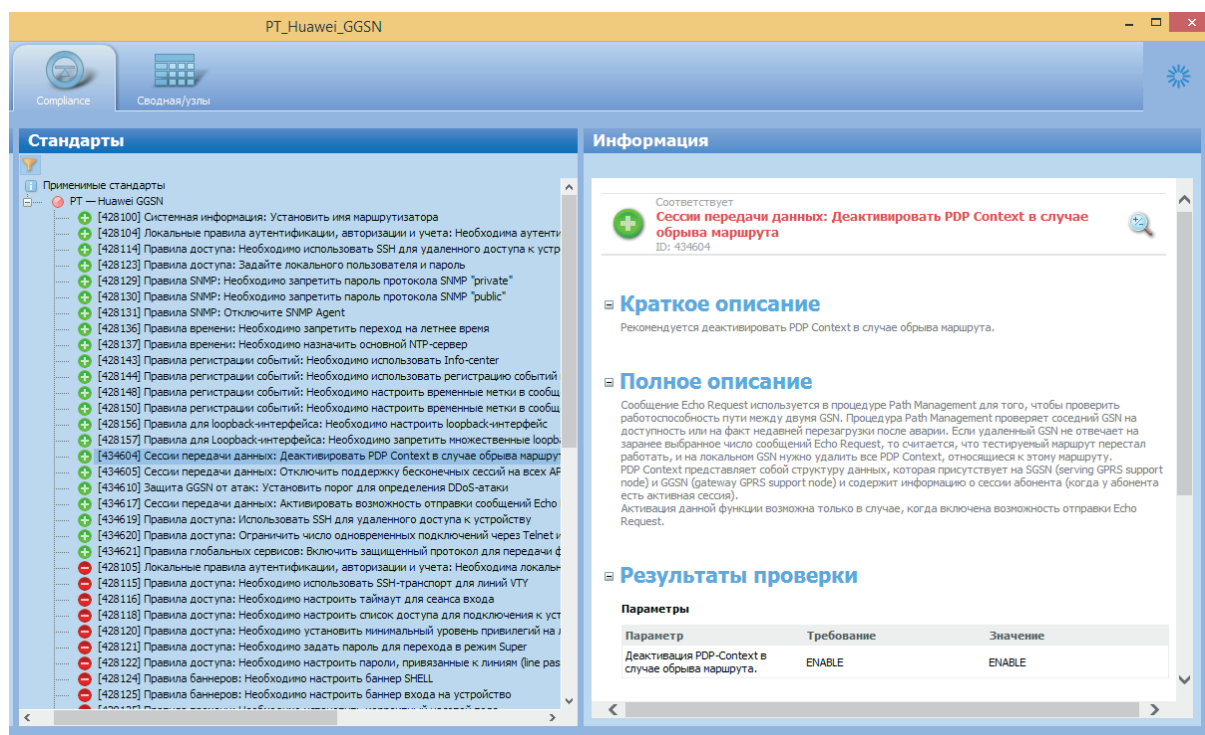 PT_Huawei_GGSN
Compliance
Сводная/узлы
Стандарты
Применимые стандарты
PT — Huawei GGSN
[428100] Системная информация: Установить имя маршрутизатора
[428104] Локальные правила аутентификации, авторизации и учета: Необходима аутенти
[428114] Правила доступа: Необходимо использовать SSH для удаленного доступа к устр
[428123] Правила доступа: Задайте локального пользователя и пароль
[428129] Правила SNMP: Необходимо запретить пароль протокола SNMP "private"
[428130] Правила SNMP: Необходимо запретить пароль протокола SNMP "public"
[428131] Правила SNMP: Отключите SNMP Agent
[428136] Правила времени: Необходимо запретить переход на летнее время
[428137] Правила времени: Необходимо назначить основной NTP-сервер
[428143] Правила регистрации событий: Необходимо использовать Info-center
[428144] Правила регистрации событий: Необходимо использовать регистрацию событий
[428148] Правила регистрации событий: Необходимо настроить временные метки в сообщ
[428150] Правила регистрации событий: Необходимо настроить временные метки в сообщ
[428156] Правила для loopback-интерфейса: Необходимо настроить loopback-интерфейс
[428157] Правила для Loopback-интерфейса: Необходимо запретить множественные loopba
[434604] Сессии передачи данных: Деактивировать PDP Context в случае обрыва маршру
[434605] Сессии передачи данных: Отключить поддержку бесконечных сессий на всех AP
[434610] Защита GGSN от атак: Установить порог для определения DDoS-атаки
[434617] Сессии передачи данных: Активировать возможность отправки сообщений Echo
[434619] Правила доступа: Использовать SSH для удаленного доступа к устройству
[434620] Правила доступа: Ограничить число одновременных подключений через Telnet и
[434621] Правила глобальных сервисов: Включить защищенный протокол для передачи ф
[428105] Локальные правила аутентификации, авторизации и учета: Необходима локальн
[428115] Правила доступа: Необходимо использовать SSH-транспорт для линий VTY
[428116] Правила доступа: Необходимо настроить таймаут для сеанса входа
[428118] Правила доступа: Необходимо настроить список доступа для подключения к уст
[428120] Правила доступа: Необходимо установить минимальный уровень привилегий на л
[428121] Правила доступа: Необходимо задать пароль для перехода в режим Super
[428122] Правила доступа: Необходимо настроить пароли, привязанные к линиям (line pas
[428124] Правила баннеров: Необходимо настроить баннер SHELL
[428125] Правила баннеров: Необходимо настроить баннер входа на устройство
Информация
Соответствует
Сессии передачи данных: Деактивировать PDP Context в случае
обрыва маршрута
ID: 434604
Краткое описание
Рекомендуется деактивировать PDP Context в случае обрыва маршрута.
Полное описание
Сообщение Echo Request используется в процедуре Path Management для того, чтобы проверить
работоспособность пути между двумя GSN. Процедура Path Management проверяет соседний GSN на
доступность или на факт недавней перезагрузки после аварии. Если удаленный GSN не отвечает на
заранее выбранное число сообщений Echo Request, то считается, что тестируемый маршрут перестал
работать, и на локальном GSN нужно удалить все PDP Context, относящиеся к этому маршруту.
PDP Context представляет собой структуру данных, которая присутствует на SGSN (serving GPRS support
node) и GGSN (gateway GPRS support node) и содержит информацию о сессии абонента (когда у абонента
есть активная сессия).
Активация данной функции возможна только в случае, когда включена возможность отправки Echo
Request.
Результаты проверки
Параметры
Параметр Требование Значение
Деактивация PDP-Context в
случае обрыва маршрута. ENABLE ENABLE